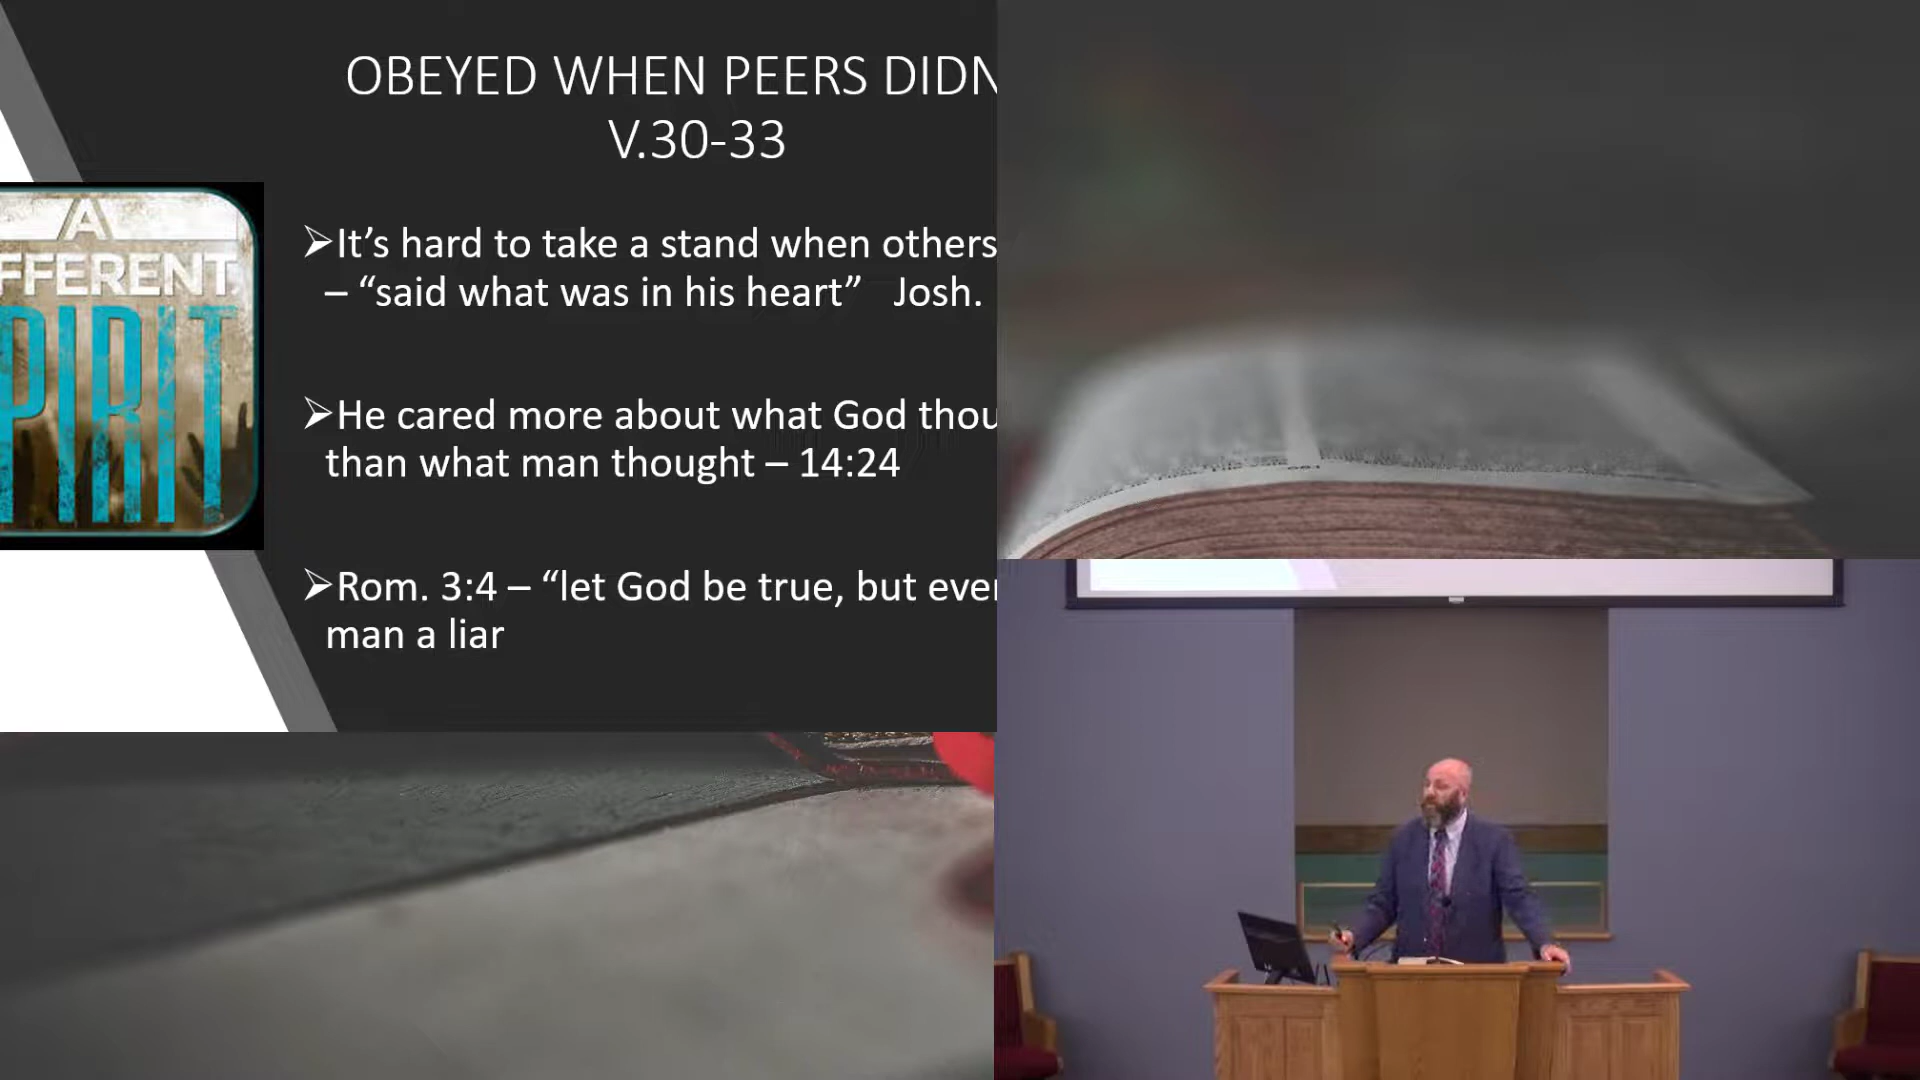 OBEYED WHEN PEERS DIDN
V.30-33
A
FFERENT
PIRIT
➢It’s hard to take a stand when others
– “said what was in his heart” Josh.
➢He cared more about what God thou
than what man thought – 14:24
➢Rom. 3:4 – “let God be true, but ever
man a liar